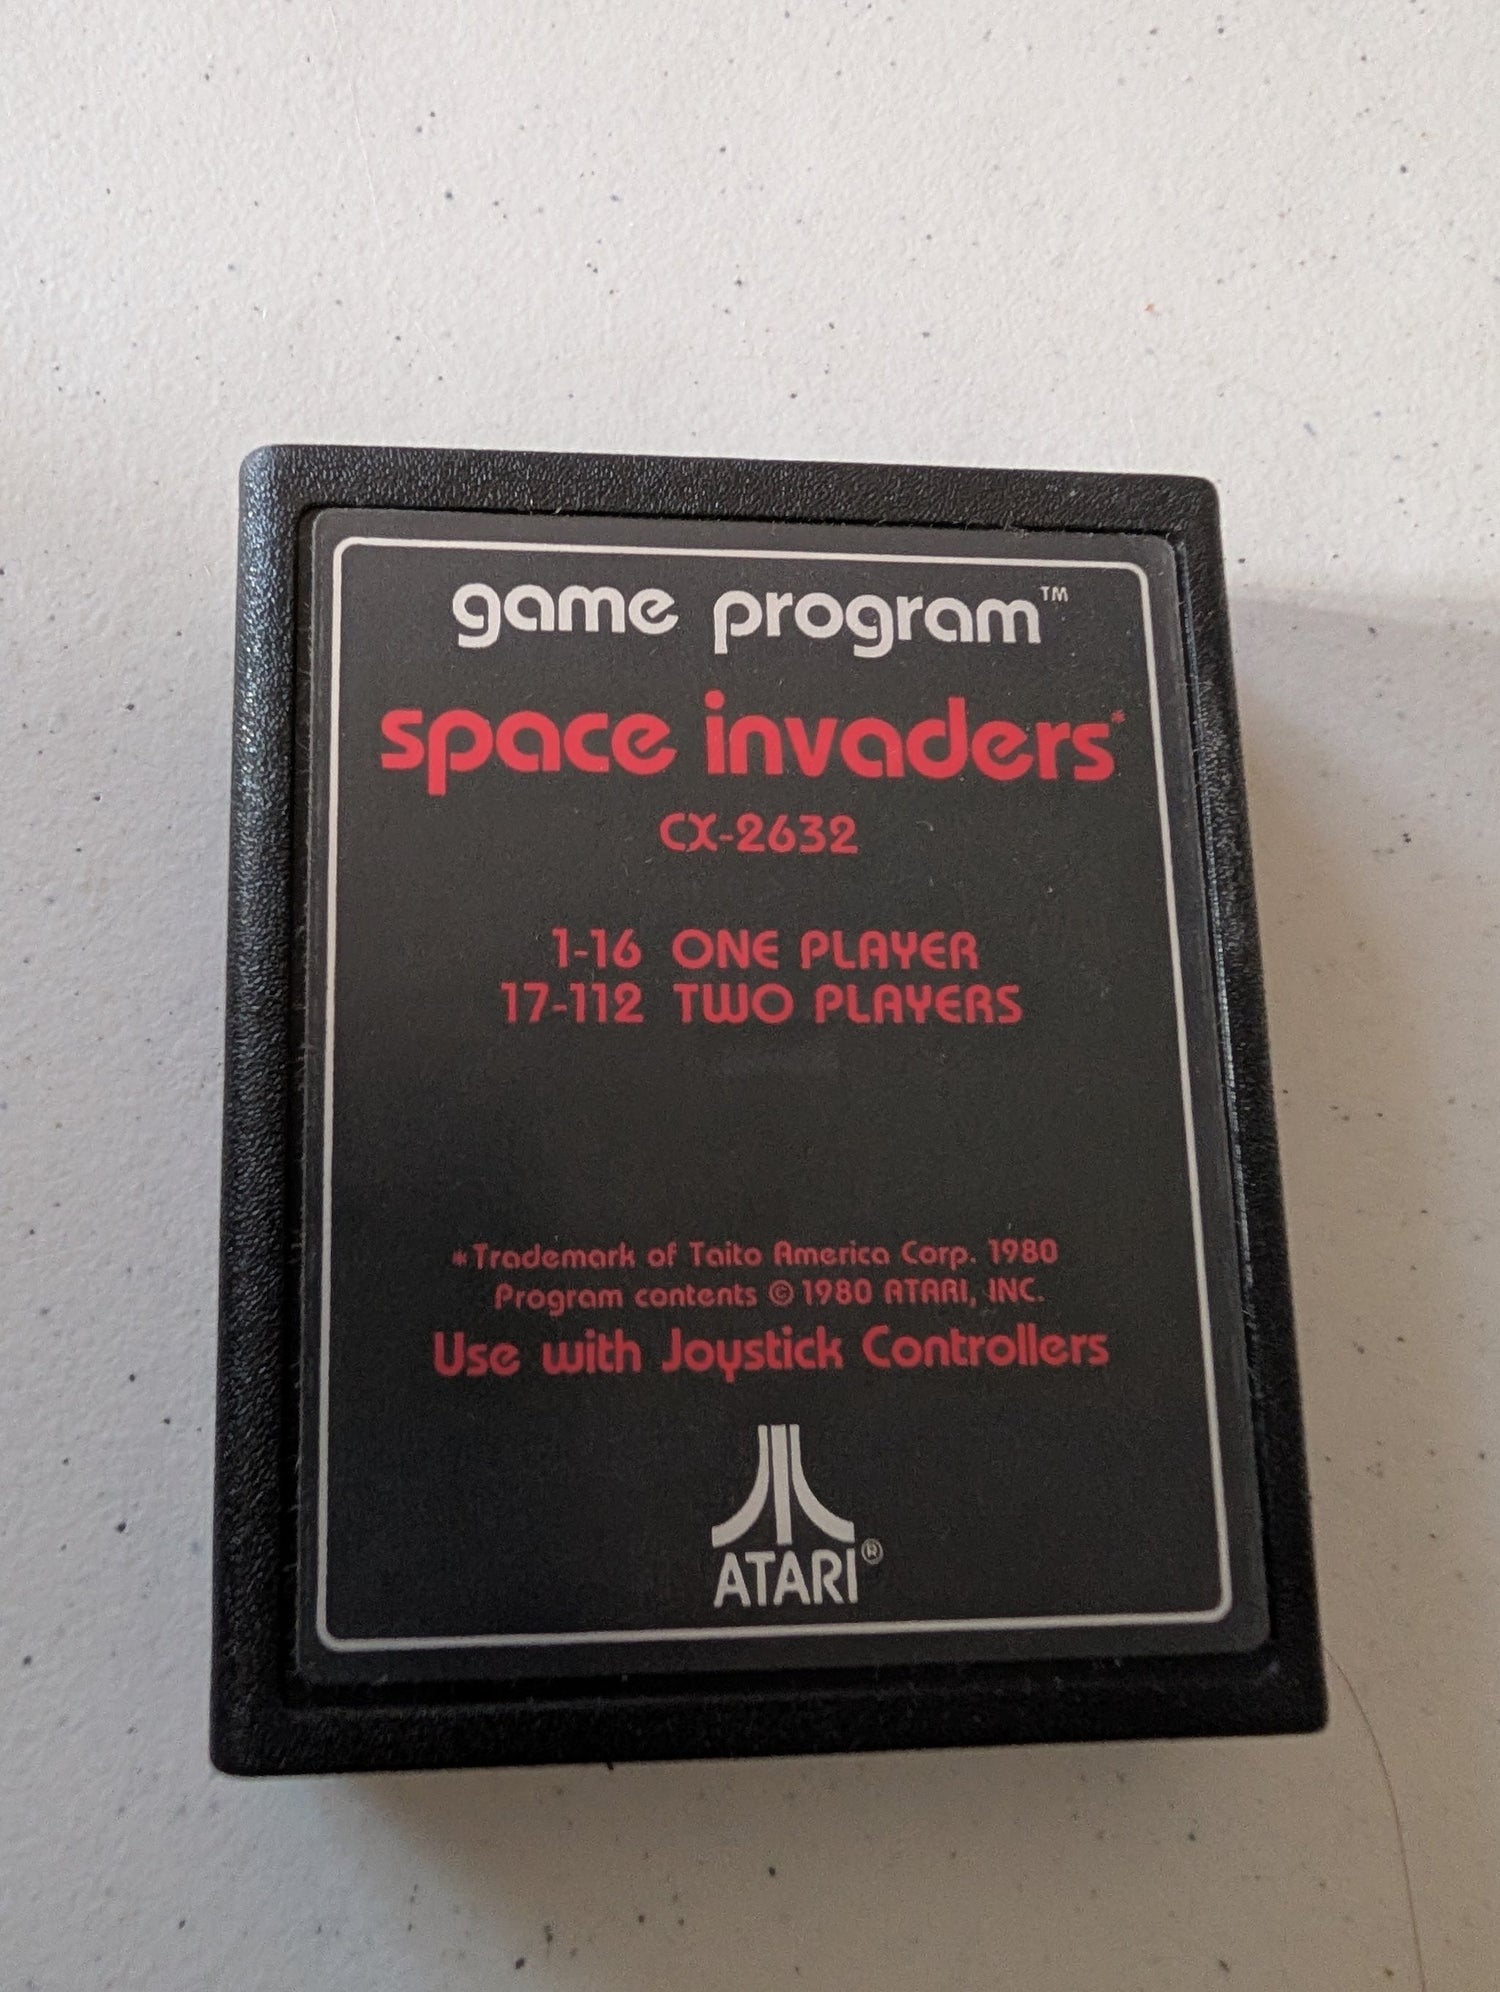 game program™
space invaders*
CX-2632
1-16 ONE PLAYER
17-112 TWO PLAYERS
*Trademark of Taito America Corp. 1980
Program contents © 1980 ATARI, INC.
Use with Joystick Controllers
ATARI®